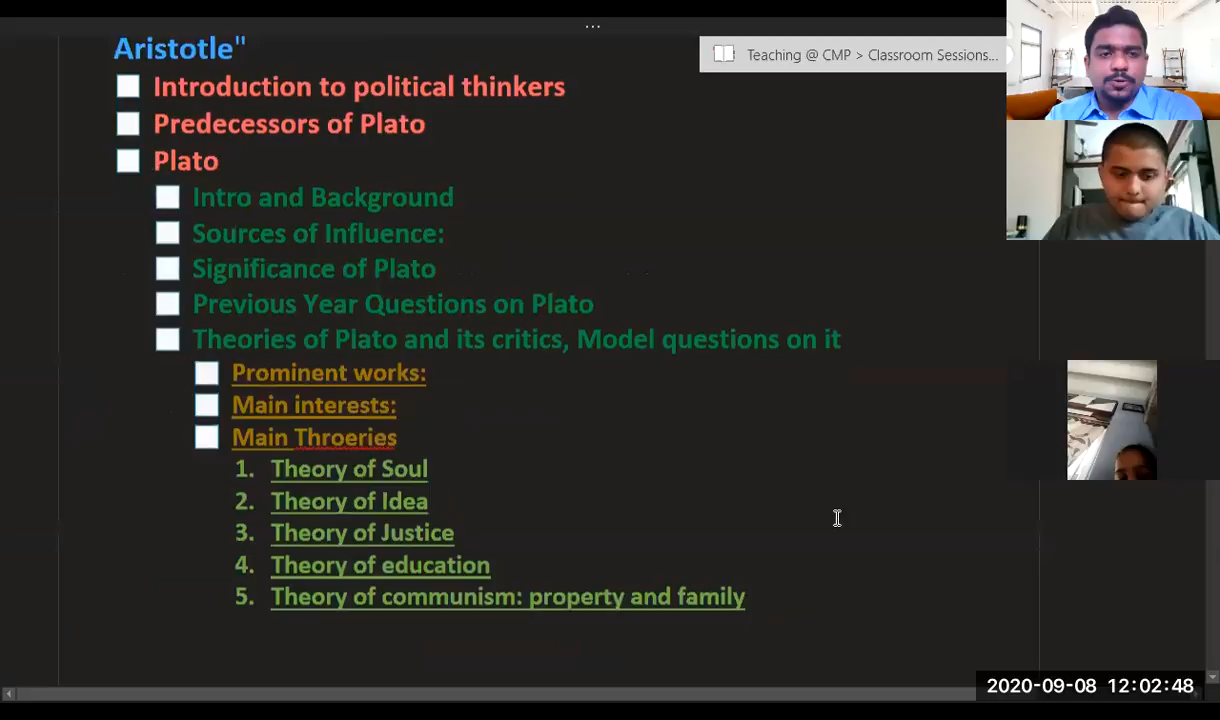 Aristotle"
Teaching @ CMP > Classroom Sessions...
Introduction to political thinkers
Predecessors of Plato
Plato
Intro and Background
Sources of Influence:
Significance of Plato
Previous Year Questions on Plato
Theories of Plato and its critics, Model questions on it
Prominent works:
Main interests:
Main Throeries
1. Theory of Soul
2. Theory of Idea
3. Theory of Justice
4. Theory of education
5. Theory of communism: property and family
2020-09-08 12:02:48